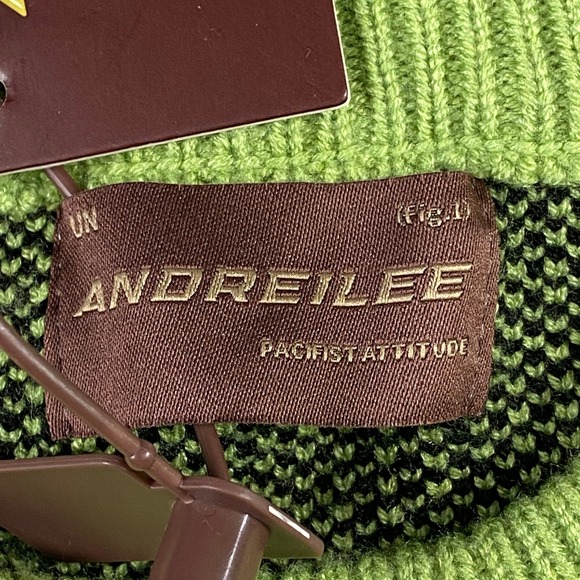 UN (Fig.1)
ANDREILEE
PACIFIST ATTITUDE